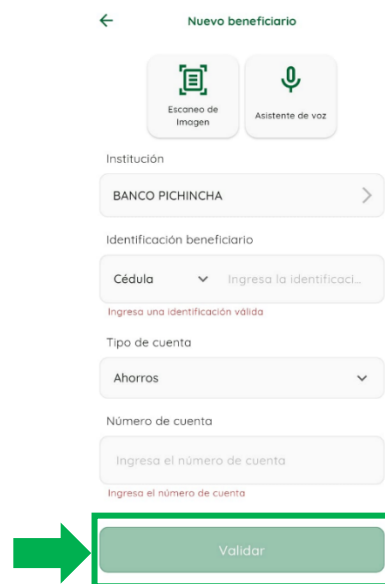 Nuevo beneficiario
Escaneo de
Imagen
Asistente de voz
Institución
BANCO PICHINCHA
Identificación beneficiario
Cédula
Ingresa la identificaci...
Ingresa una identificación válida
Tipo de cuenta
Ahorros
Número de cuenta
Ingresa el número de cuenta
Ingresa el número de cuenta
Validar